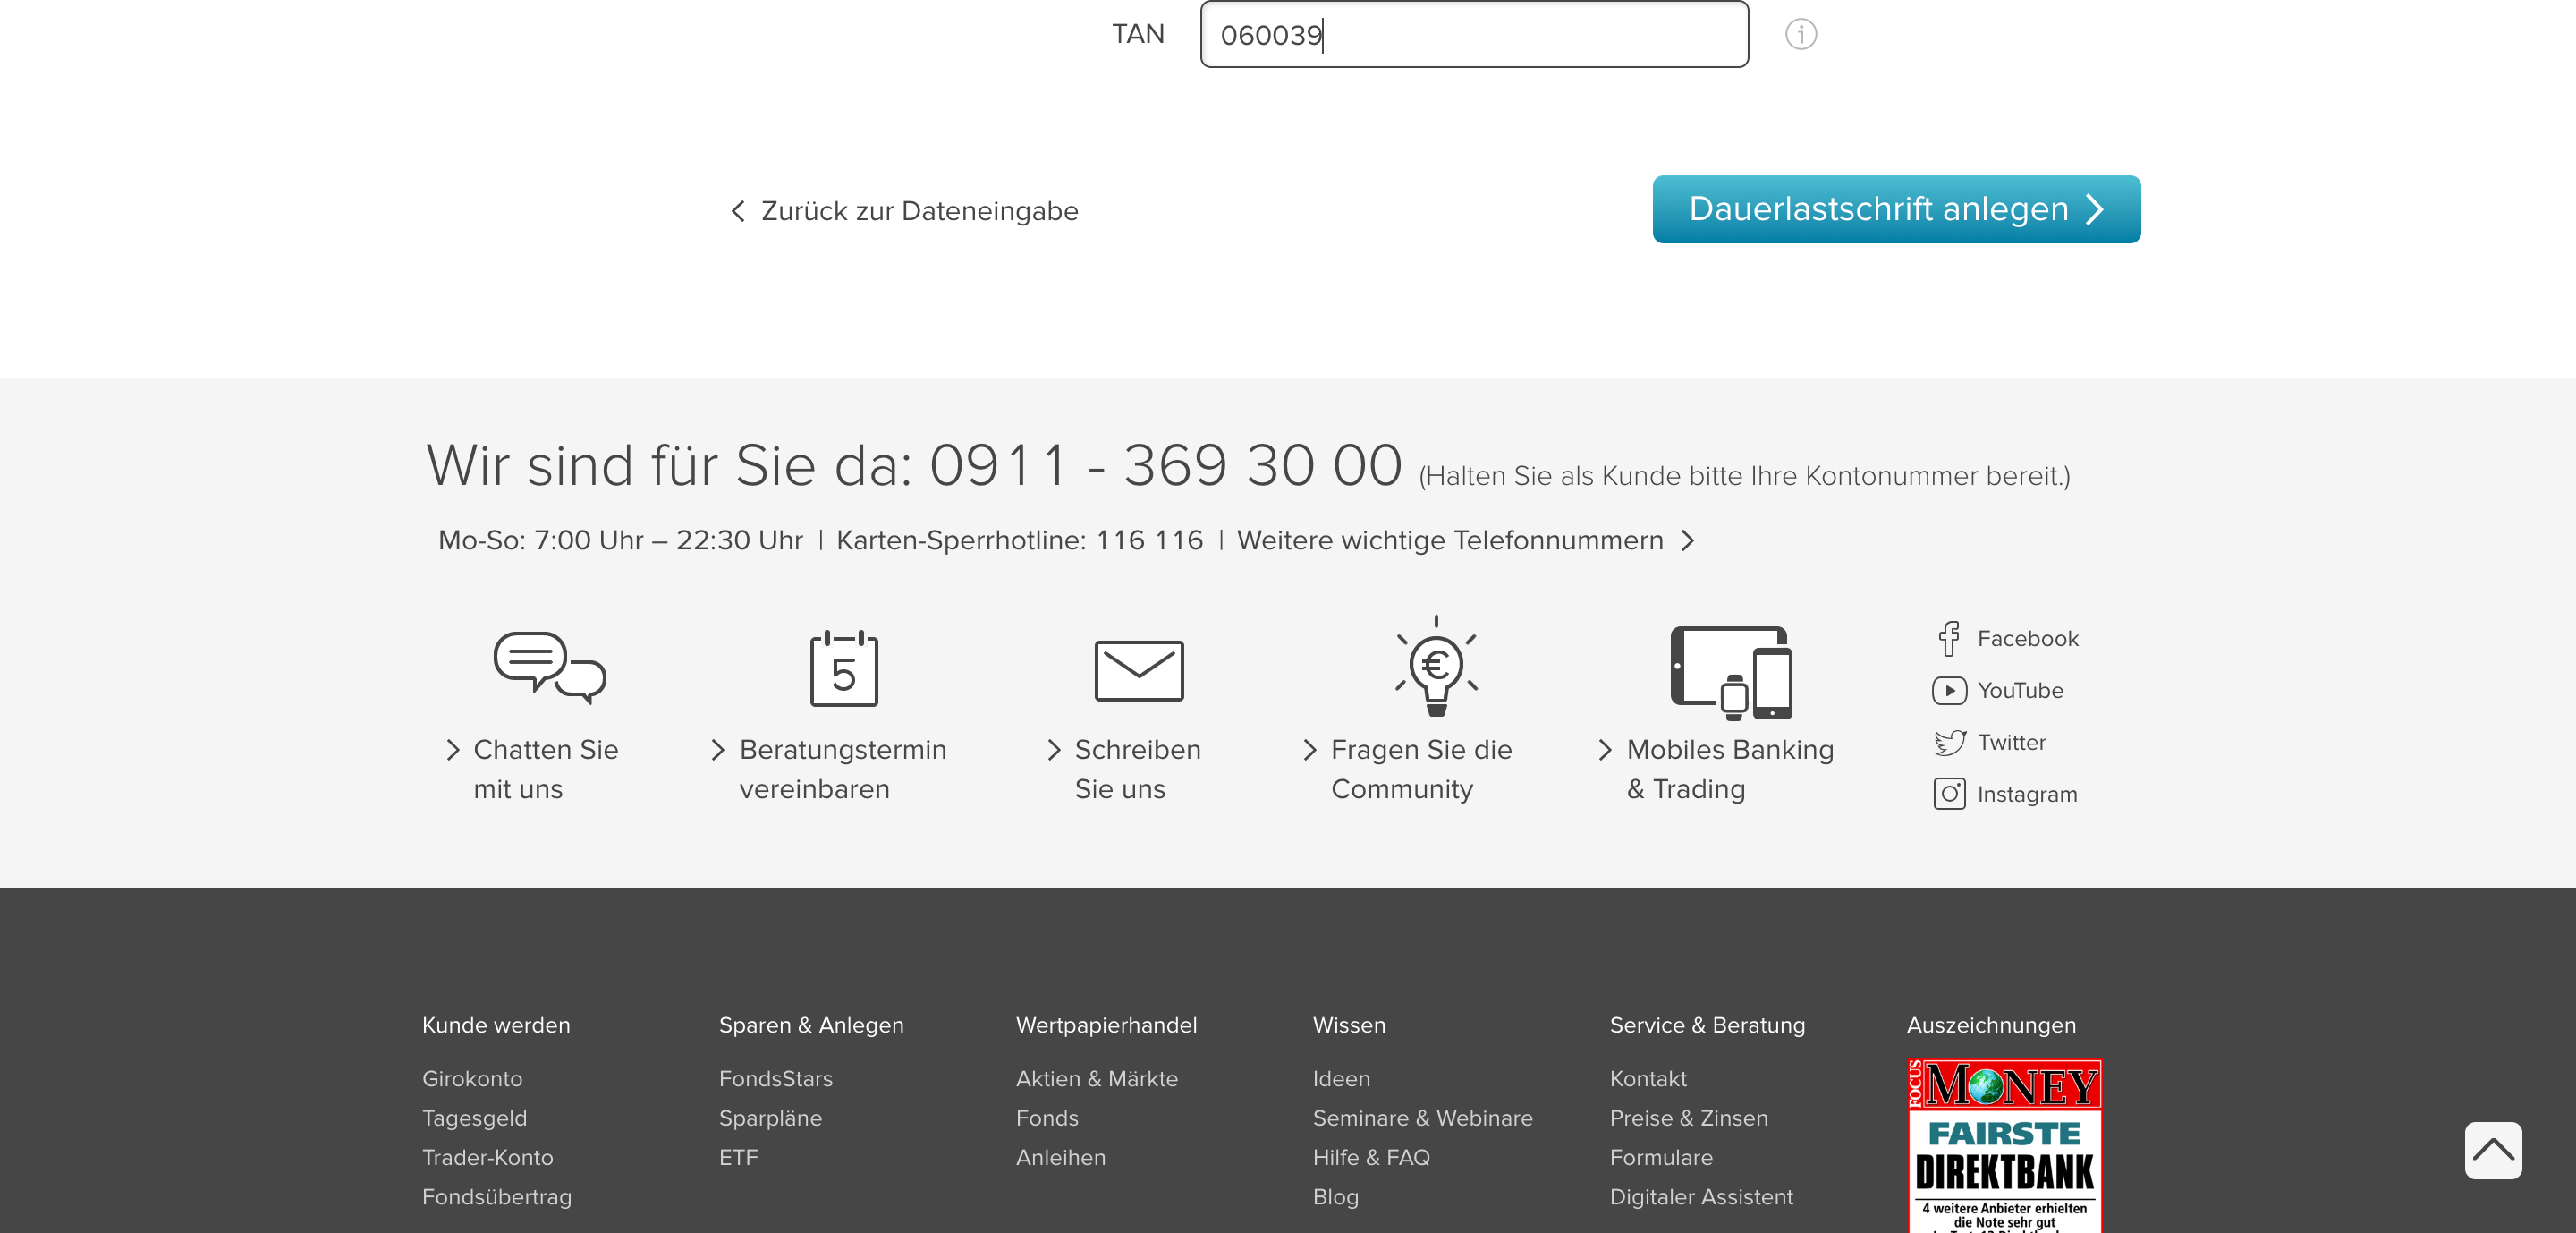 TAN 060039
Zurück zur Dateneingabe
Dauerlastschrift anlegen
Wir sind für Sie da: 0911 - 369 30 00 (Halten Sie als Kunde bitte Ihre Kontonummer bereit.)
Mo-So: 7:00 Uhr – 22:30 Uhr | Karten-Sperrhotline: 116 116 | Weitere wichtige Telefonnummern
5
€
Chatten Sie
mit uns
Beratungstermin
vereinbaren
Schreiben
Sie uns
Fragen Sie die
Community
Mobiles Banking
& Trading
Facebook
YouTube
Twitter
Instagram
Kunde werden
Girokonto
Tagesgeld
Trader-Konto
Fondsübertrag
Sparen & Anlegen
FondsStars
Sparpläne
ETF
Wertpapierhandel
Aktien & Märkte
Fonds
Anleihen
Wissen
Ideen
Seminare & Webinare
Hilfe & FAQ
Blog
Service & Beratung
Kontakt
Preise & Zinsen
Formulare
Digitaler Assistent
Auszeichnungen
FOCUS MONEY
FAIRSTE
DIREKTBANK
4 weitere Anbieter erhielten
die Note sehr gut